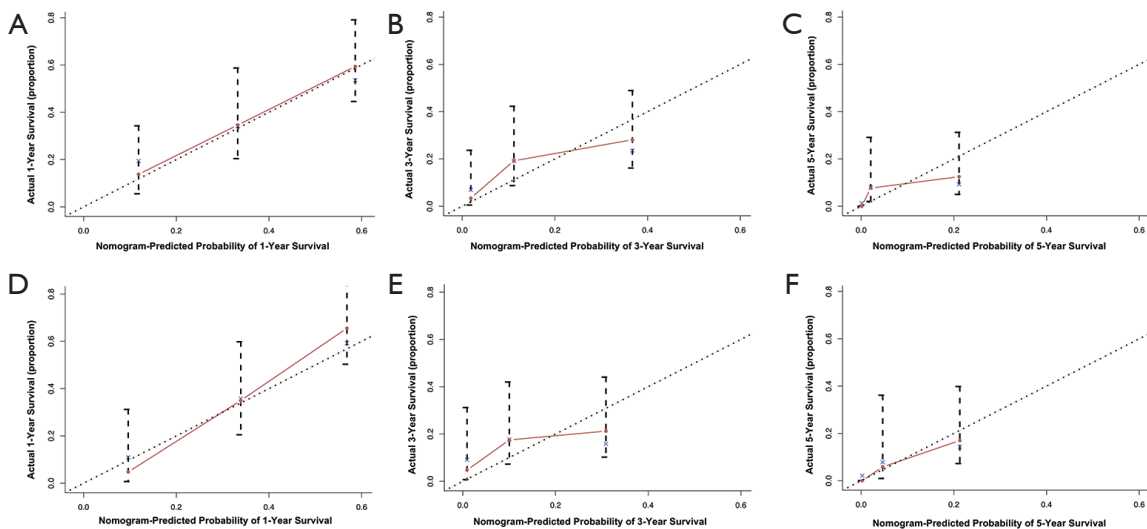 A
Actual 1-Year Survival (proportion)
0.8
0.6
0.4
0.2
0.0
0.0 0.2 0.4 0.6
Nomogram-Predicted Probability of 1-Year Survival
B
Actual 3-Year Survival (proportion)
0.8
0.6
0.4
0.2
0.0
0.0 0.2 0.4 0.6
Nomogram-Predicted Probability of 3-Year Survival
C
Actual 5-Year Survival (proportion)
0.8
0.6
0.4
0.2
0.0
0.0 0.2 0.4 0.6
Nomogram-Predicted Probability of 5-Year Survival
D
Actual 1-Year Survival (proportion)
0.8
0.6
0.4
0.2
0.0
0.0 0.2 0.4 0.6
Nomogram-Predicted Probability of 1-Year Survival
E
Actual 3-Year Survival (proportion)
0.8
0.6
0.4
0.2
0.0
0.0 0.2 0.4 0.6
Nomogram-Predicted Probability of 3-Year Survival
F
Actual 5-Year Survival (proportion)
0.8
0.6
0.4
0.2
0.0
0.0 0.2 0.4 0.6
Nomogram-Predicted Probability of 5-Year Survival